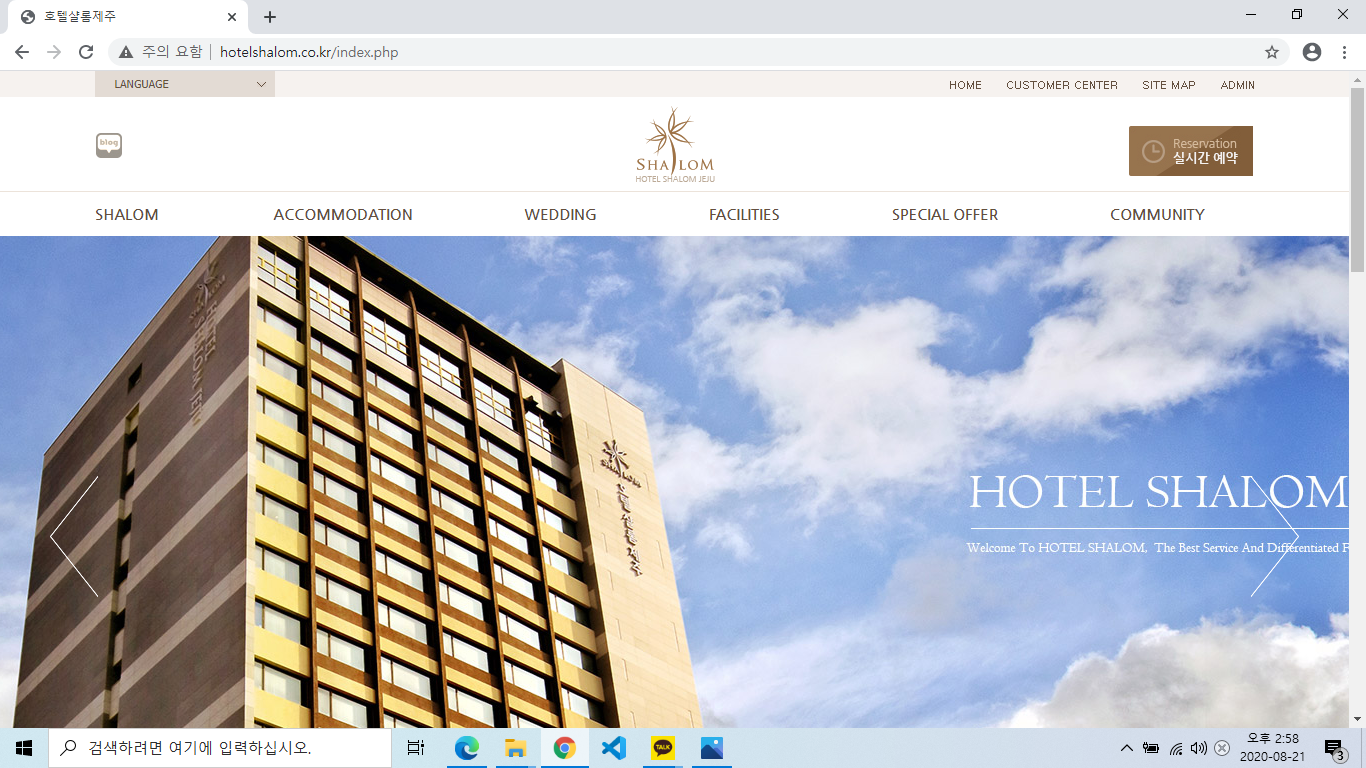 호텔샬롬제주
주의 요함 hotelshalom.co.kr/index.php
LANGUAGE
HOME CUSTOMER CENTER SITE MAP ADMIN
blog
SHALOM
HOTEL SHALOM JEJU
Reservation
실시간 예약
SHALOM ACCOMMODATION WEDDING FACILITIES SPECIAL OFFER COMMUNITY
HOTEL SHALOM JEJU
SHALOM
호텔샬롬제주
HOTEL SHALOM
Welcome To HOTEL SHALOM, The Best Service And Differentiated F
검색하려면 여기에 입력하십시오.
TALK
오후 2:58
2020-08-21
3